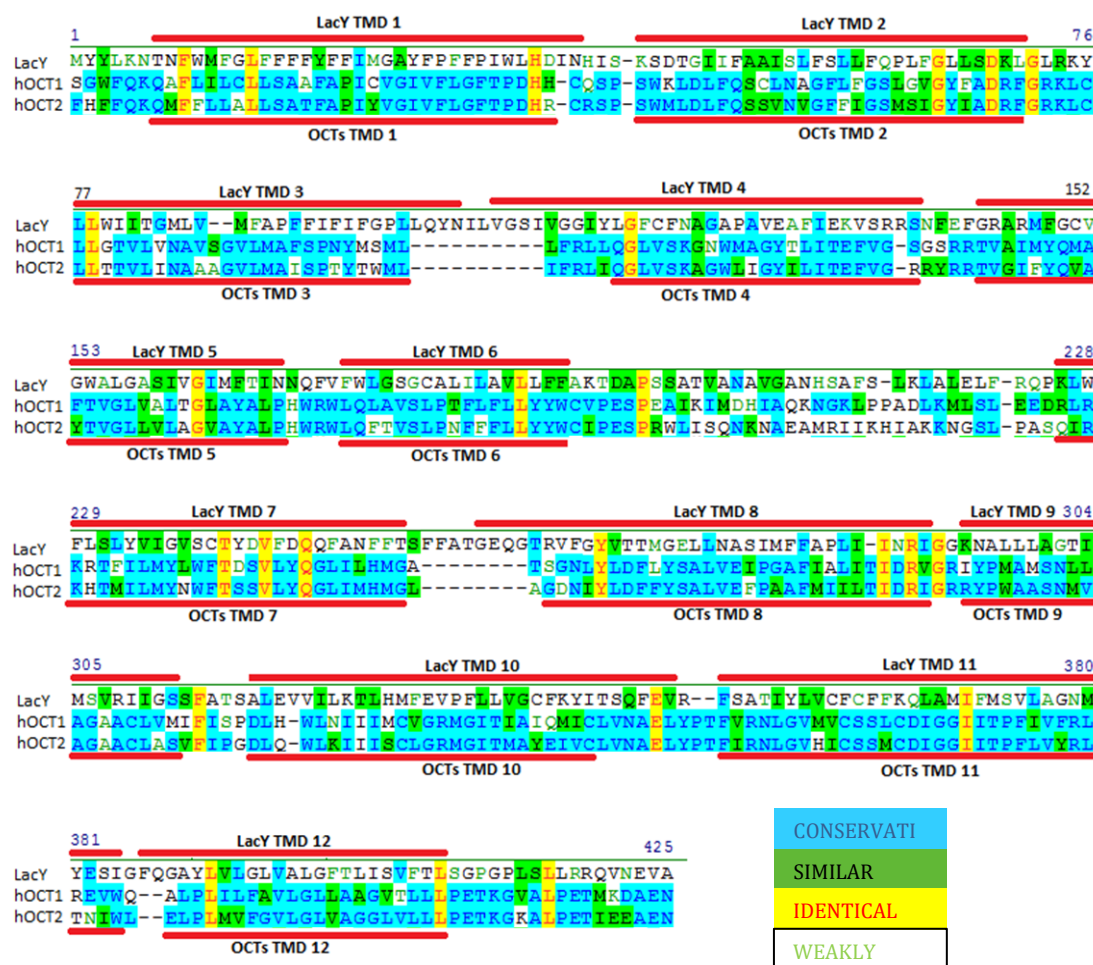 LacY TMD 1 LacY TMD 2
1 76
LacY MYYLKNTNFWMFGLFFFFYFFIMGAYFPFFPIWLHDINHIS-KSDTGIIFAAISLFSLLFQPLFGLLSDKLGLRKY
hOCT1 SGWFQKQAFLILCLLSAAFAPICVGIVFLGFTPDHH-CQSP-SWKLDLFQSCLNAGFLFGSLGVGYFADRFGRKLC
hOCT2 FHFFQKQMFFLLALLSATFAPIYVGIVFLGFTPDHR-CRSP-SWMLDLFQSSVNVGFFIGSMSIGYIADRFGRKLC
OCTs TMD 1 OCTs TMD 2
77 LacY TMD 3 LacY TMD 4 152
LacY LLWIITGMLV--MFAPFFIFIFGPLLQYNILVGSIVGGIYLGFCFNAGAPAVEAFIEKVSRRSNFEFGRARMFGCV
hOCT1 LLGTVLVNAVSGVLMAFSPNYMSML----------LFRLLQGLVSKGNWMAGYTLITEFVG-SGSRRTVAIMYQMA
hOCT2 LLTTVLINAAAGVLMAISPTYTWML----------IFRLIQGLVSKAGWLIGYILITEFVG-RRYRRTVGIFYQVA
OCTs TMD 3 OCTs TMD 4
153 LacY TMD 5 LacY TMD 6 228
LacY GWALGASIVGIMFTINNQFVFWLGSGCALILAVLLFFAKTDAPSSATVANAVGANHSAFS-LKLALELF-RQPKLW
hOCT1 FTVGLVALTGLAYALPHWRWLQLAVSLPTFLFLLYYWCVPESPEAIKIMDHIAQKNGKLPPADLKMLSL-EEDRLR
hOCT2 YTVGLLVLAGVAYALPHWRWLQFTVSLPNFFFLLYYWCIPESPRWLISQNKNAEAMRIIKHIAKKNGSL-PASQIR
OCTs TMD 5 OCTs TMD 6
229 LacY TMD 7 LacY TMD 8 LacY TMD 9 304
LacY FLSLYVIGVSCTYDVFDQQFANFFTSFFATGEQGTRVFGYVTTMGELLNASIMFFAPLI-INRIGGKNALLLAGTI
hOCT1 KRTFILMYLWFTDSVLYQGLILHMGA--------TSGNLYLDFLYSALVEIPGAFIALITIDRVGRIYPMAMSNLL
hOCT2 KHTMILMYNWFTSSVLYQGLIMHMGL--------AGDNIYLDFFYSALVEFPAAFMIILTIDRIGRRYPWAASNMV
OCTs TMD 7 OCTs TMD 8 OCTs TMD 9
305 LacY TMD 10 LacY TMD 11 380
LacY MSVRIIGSSFATSALEVVILKTLHMFEVPFLLVGCFKYITSQFEVR--FSATIYLVCFCFFKQLAMIFMSVLAGNM
hOCT1 AGAACLVMIFISPDLH-WLNIIIMCVGRMGITIAIQMICLVNAELYPTFVRNLGVMVCSSLCDIGGIITPFIVFRL
hOCT2 AGAACLASVFIPGDLQ-WLKIIISCLGRMGITMAYEIVCLVNAELYPTFIRNLGVHICSSMCDIGGIITPFLVYRL
OCTs TMD 10 OCTs TMD 11
381 LacY TMD 12 425
LacY YESIGFQGAYLVLGLVALGFTLISVFTLSGPGPLSLLRRQVNEVA
hOCT1 REVWQ--ALPLILFAVLGLLAAGVTLLLPETKGVALPETMKDAEN
hOCT2 TNIWL--ELPLMVFGVLGLVAGGLVLLLPETKGKALPETIEEAEN
OCTs TMD 12
CONSERVATI
SIMILAR
IDENTICAL
WEAKLY